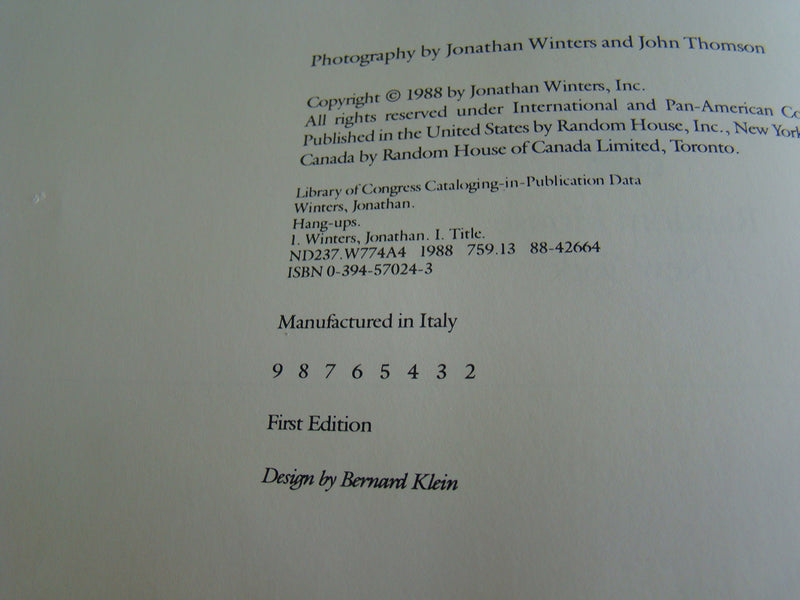 Photography by Jonathan Winters and John Thomson
Copyright © 1988 by Jonathan Winters, Inc.
All rights reserved under International and Pan-American
Published in the United States by Random House, Inc., New York
Canada by Random House of Canada Limited, Toronto.
Library of Congress Cataloging-in-Publication Data
Winters, Jonathan.
Hang-ups.
1. Winters, Jonathan. I. Title.
ND237.W774A4 1988 759.13 88-42664
ISBN 0-394-57024-3
Manufactured in Italy
9 8 7 6 5 4 3 2
First Edition
Design by Bernard Klein